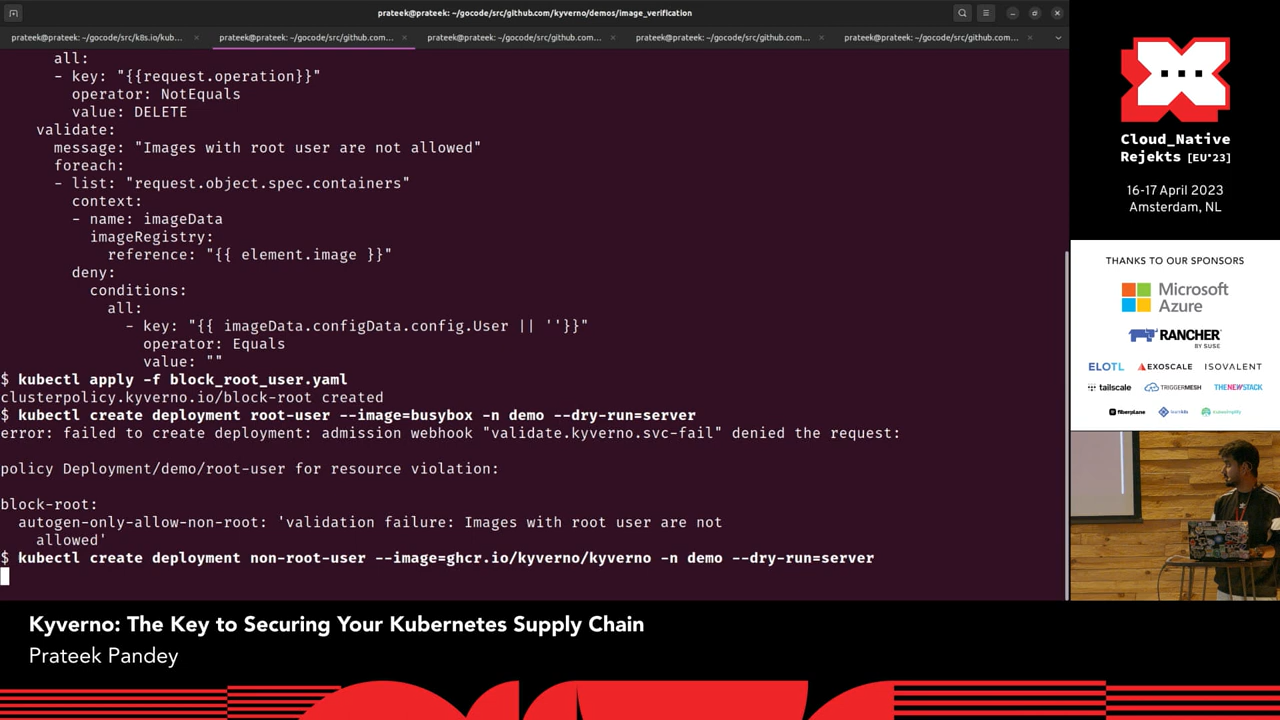 prateek@prateek: ~/gocode/src/github.com/kyverno/demos/image_verification
prateek@prateek: ~/gocode/src/k8s.io/kub...
prateek@prateek: ~/gocode/src/github.com...
prateek@prateek: ~/gocode/src/github.com...
prateek@prateek: ~/gocode/src/github.com...
prateek@prateek: ~/gocode/src/github.com...
all:
- key: "{{request.operation}}"
operator: NotEquals
value: DELETE
validate:
message: "Images with root user are not allowed"
foreach:
- list: "request.object.spec.containers"
context:
- name: imageData
imageRegistry:
reference: "{{ element.image }}"
deny:
conditions:
all:
- key: "{{ imageData.configData.config.User || ''}}"
operator: Equals
value: ""
$ kubectl apply -f block_root_user.yaml
clusterpolicy.kyverno.io/block-root created
$ kubectl create deployment root-user --image=busybox -n demo --dry-run=server
error: failed to create deployment: admission webhook "validate.kyverno.svc-fail" denied the request:
policy Deployment/demo/root-user for resource violation:
block-root:
autogen-only-allow-non-root: 'validation failure: Images with root user are not
allowed'
$ kubectl create deployment non-root-user --image=ghcr.io/kyverno/kyverno -n demo --dry-run=server
Cloud_Native
Rejekts [EU'23]
16-17 April 2023
Amsterdam, NL
THANKS TO OUR SPONSORS
Microsoft
Azure
RANCHER
BY SUSE
ELOTL
EXOSCALE
ISOVALENT
tailscale
TRIGGERMESH
THENEWSTACK
fiberplane
Kyverno: The Key to Securing Your Kubernetes Supply Chain
Prateek Pandey